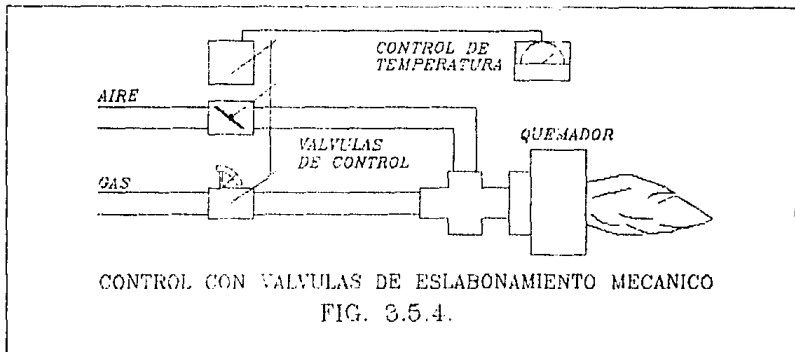 CONTROL DE
TEMPERATURA
AIRE
QUEMADOR
VALVULAS
DE CONTROL
GAS
CONTROL CON VALVULAS DE ESLABONAMIENTO MECANICO
FIG. 3.5.4.